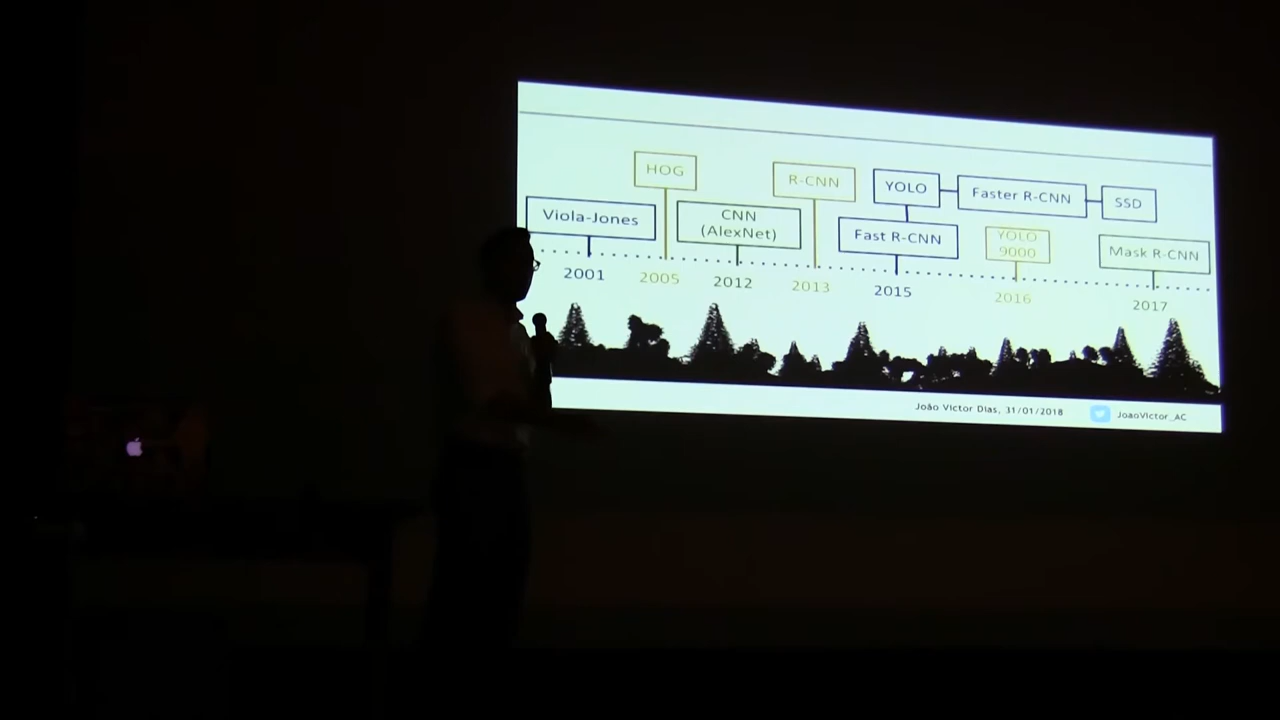 HOG
R-CNN
YOLO
Faster R-CNN
SSD
Viola-Jones
CNN
(AlexNet)
Fast R-CNN
YOLO
9000
Mask R-CNN
2001
2005
2012
2013
2015
2016
2017
João Victor Dias, 31/01/2018
JoaoVictor_AC